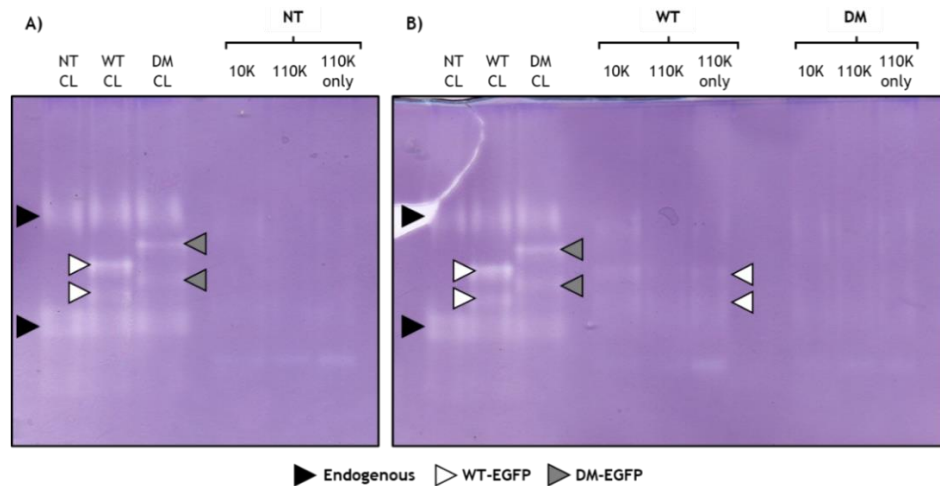 A)
NT
NT
CL
WT
CL
DM
CL
10K
110K
110K
only
B)
WT
DM
NT
CL
WT
CL
DM
CL
10K
110K
110K
only
10K
110K
110K
only
Endogenous
WT-EGFP
DM-EGFP